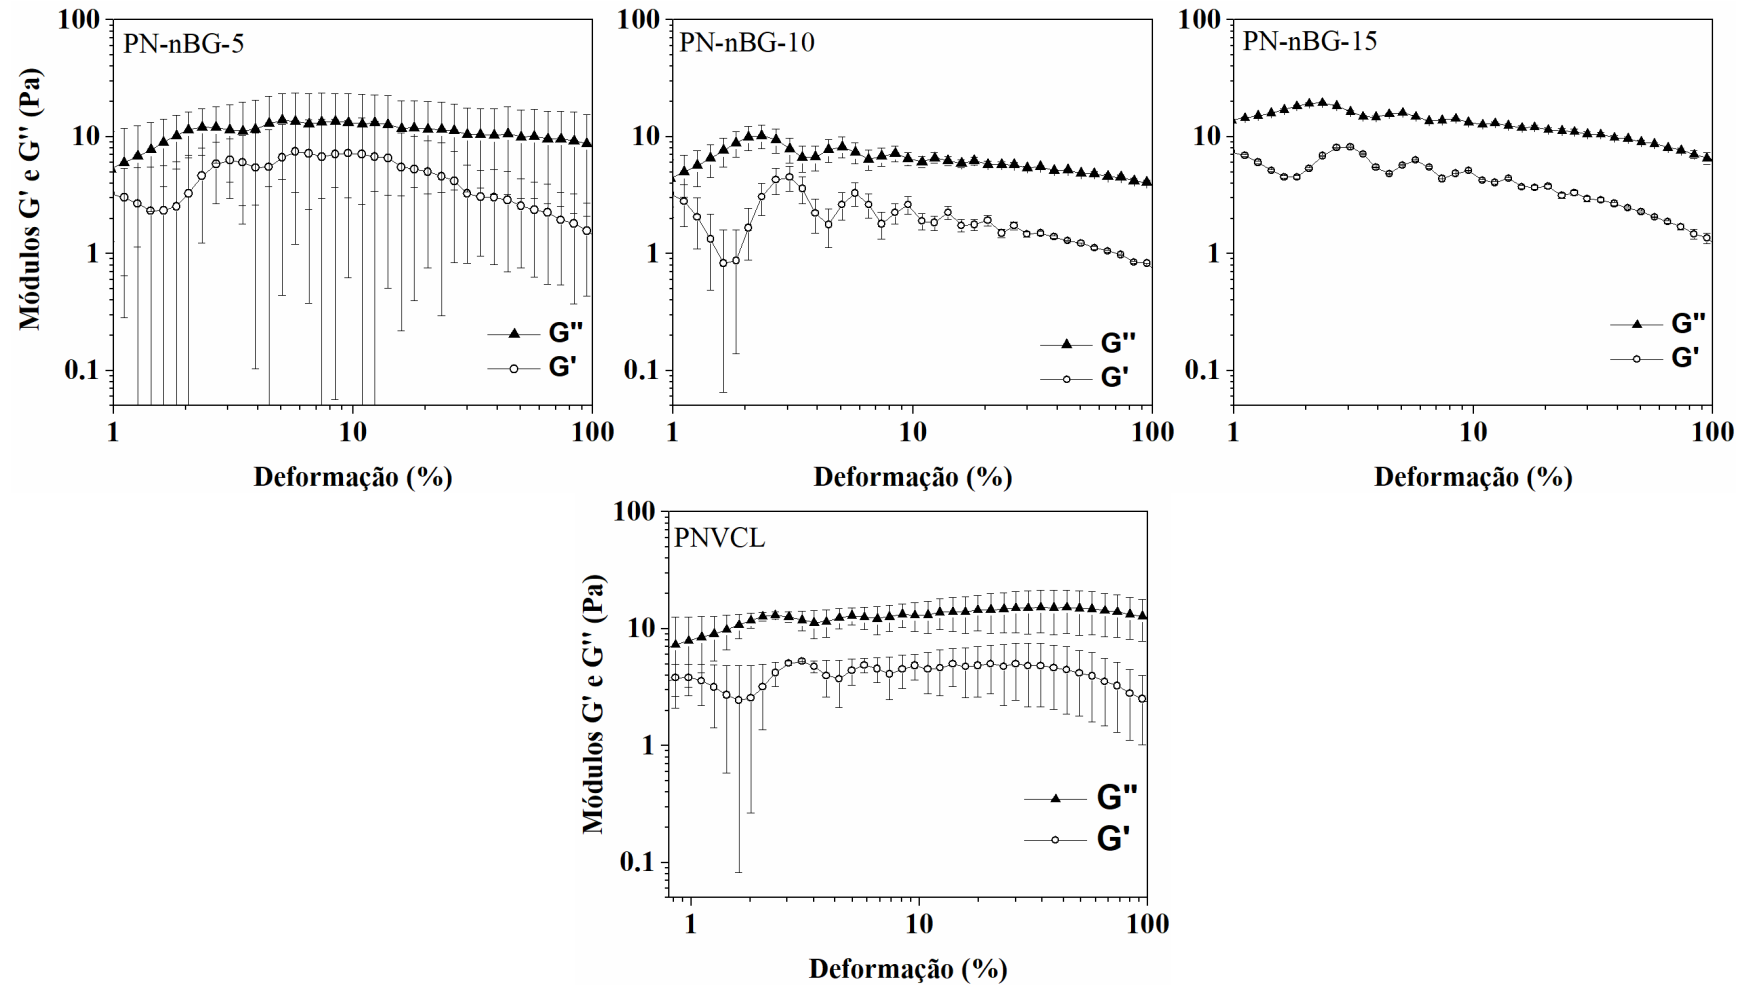 PN-nBG-5
100
10
1
0.1
Módulos G' e G" (Pa)
G"
G'
1
10
100
Deformação (%)
PN-nBG-10
100
10
1
0.1
G"
G'
1
10
100
Deformação (%)
PN-nBG-15
100
10
1
0.1
G"
G'
1
10
100
Deformação (%)
PNVCL
100
10
1
0.1
Módulos G' e G" (Pa)
G"
G'
1
10
100
Deformação (%)